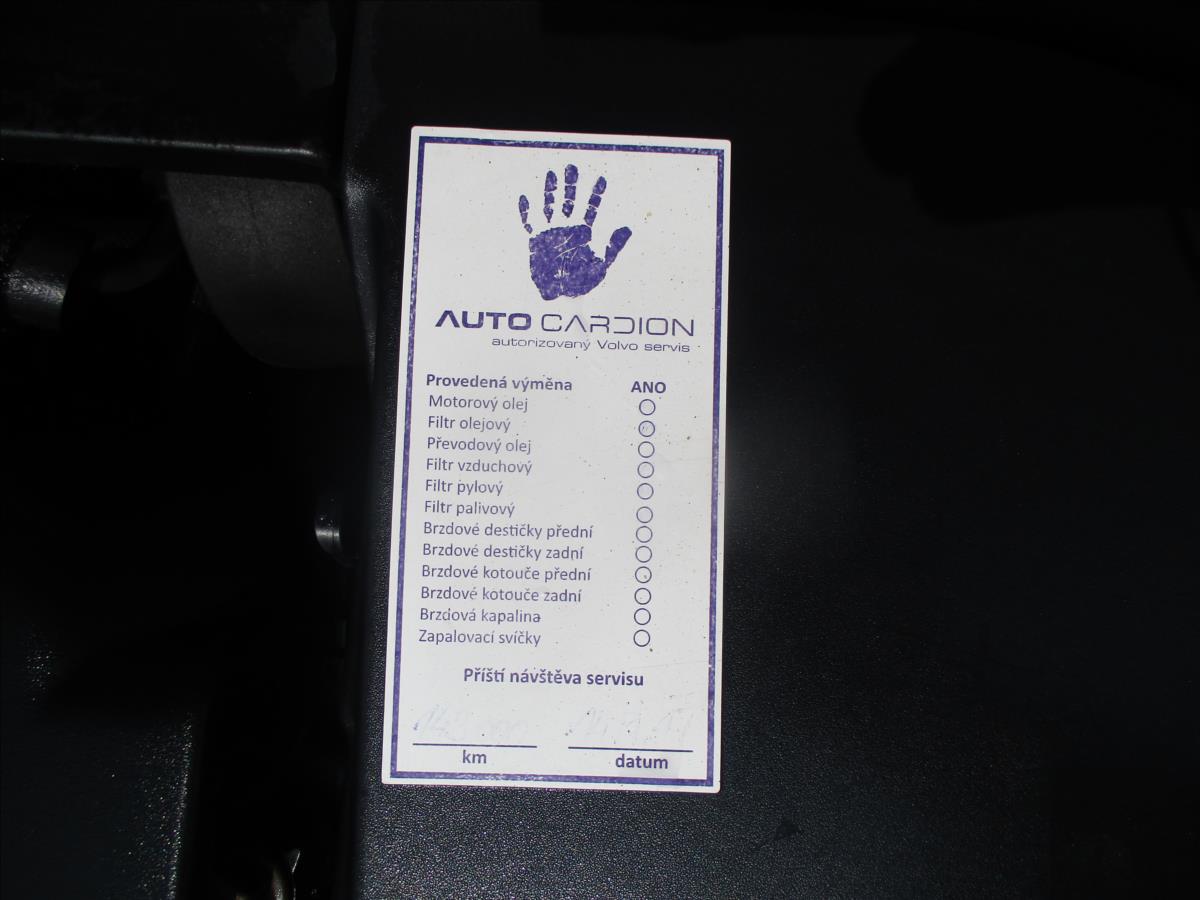 AUTO CARDION
autorizovaný Volvo servis
Provedená výměna ANO
Motorový olej
Filtr olejový
Převodový olej
Filtr vzduchový
Filtr pylový
Filtr palivový
Brzdové destičky přední
Brzdové destičky zadní
Brzdové kotouče přední
Brzdové kotouče zadní
Brzdová kapalina
Zapalovací svíčky
Příští návštěva servisu
km datum